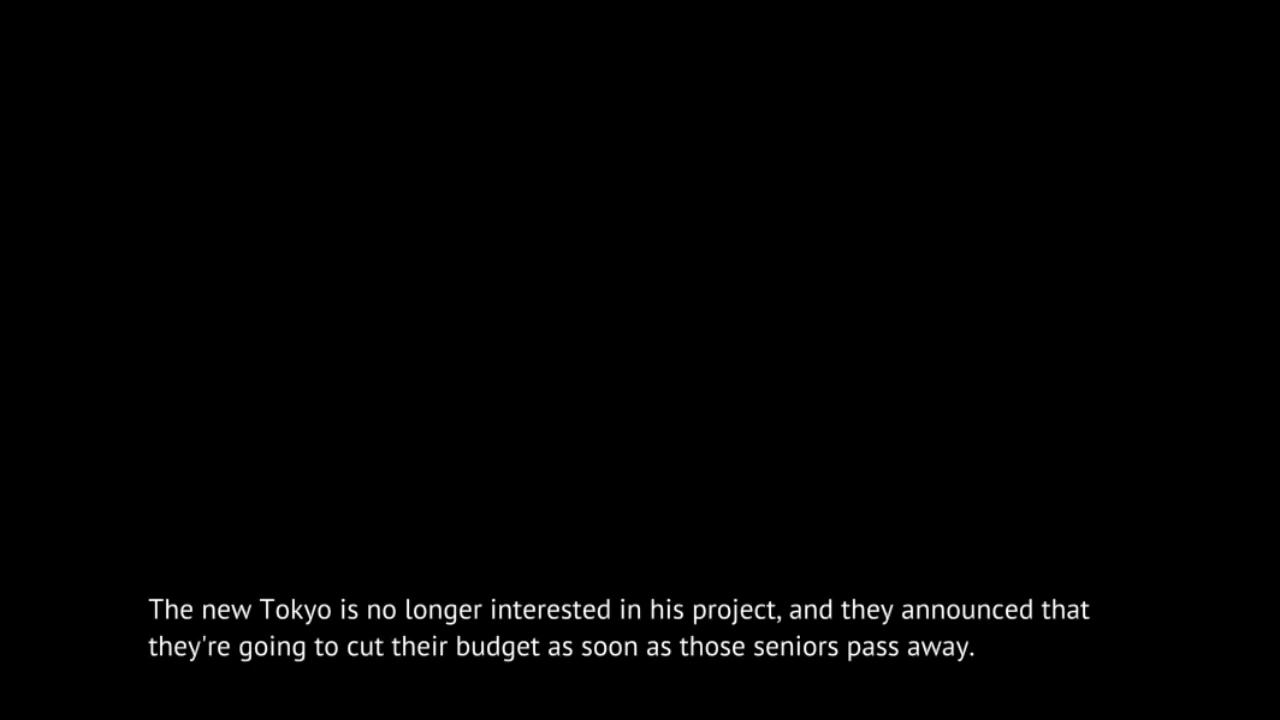 The new Tokyo is no longer interested in his project, and they announced that
they're going to cut their budget as soon as those seniors pass away.